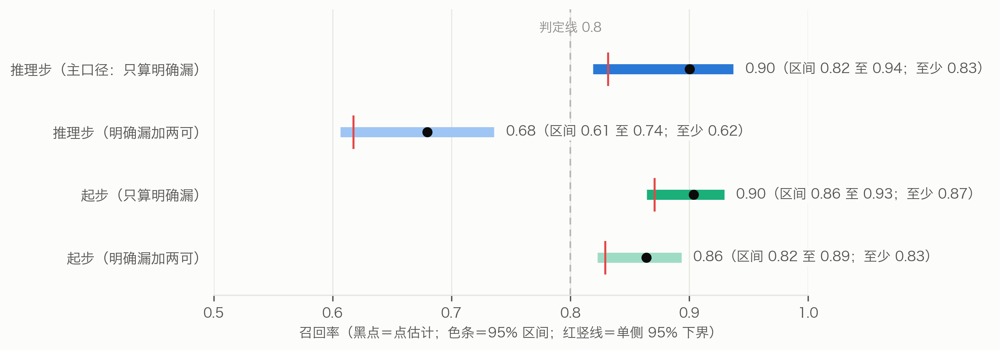 判定线 0.8
推理步（主口径：只算明确漏）
0.90（区间 0.82 至 0.94；至少 0.83）
推理步（明确漏加两可）
0.68（区间 0.61 至 0.74；至少 0.62）
起步（只算明确漏）
0.90（区间 0.86 至 0.93；至少 0.87）
起步（明确漏加两可）
0.86（区间 0.82 至 0.89；至少 0.83）
0.5 0.6 0.7 0.8 0.9 1.0
召回率（黑点＝点估计；色条＝95% 区间；红竖线＝单侧 95% 下界）